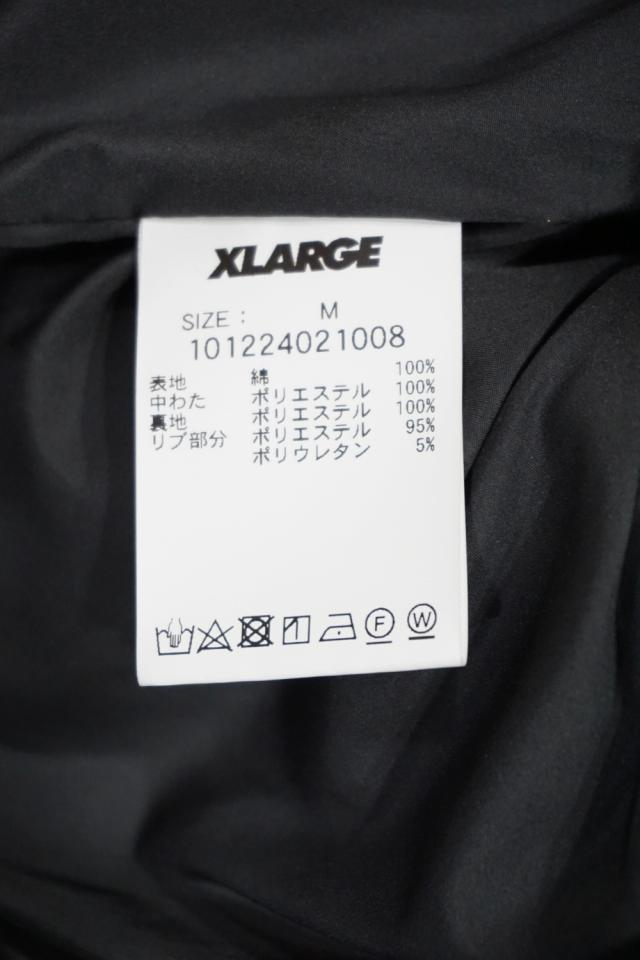 XLARGE
SIZE : M
101224021008
表地 綿 100%
中わた ポリエステル 100%
裏地 ポリエステル 100%
リブ部分 ポリエステル 95%
ポリウレタン 5%
F W